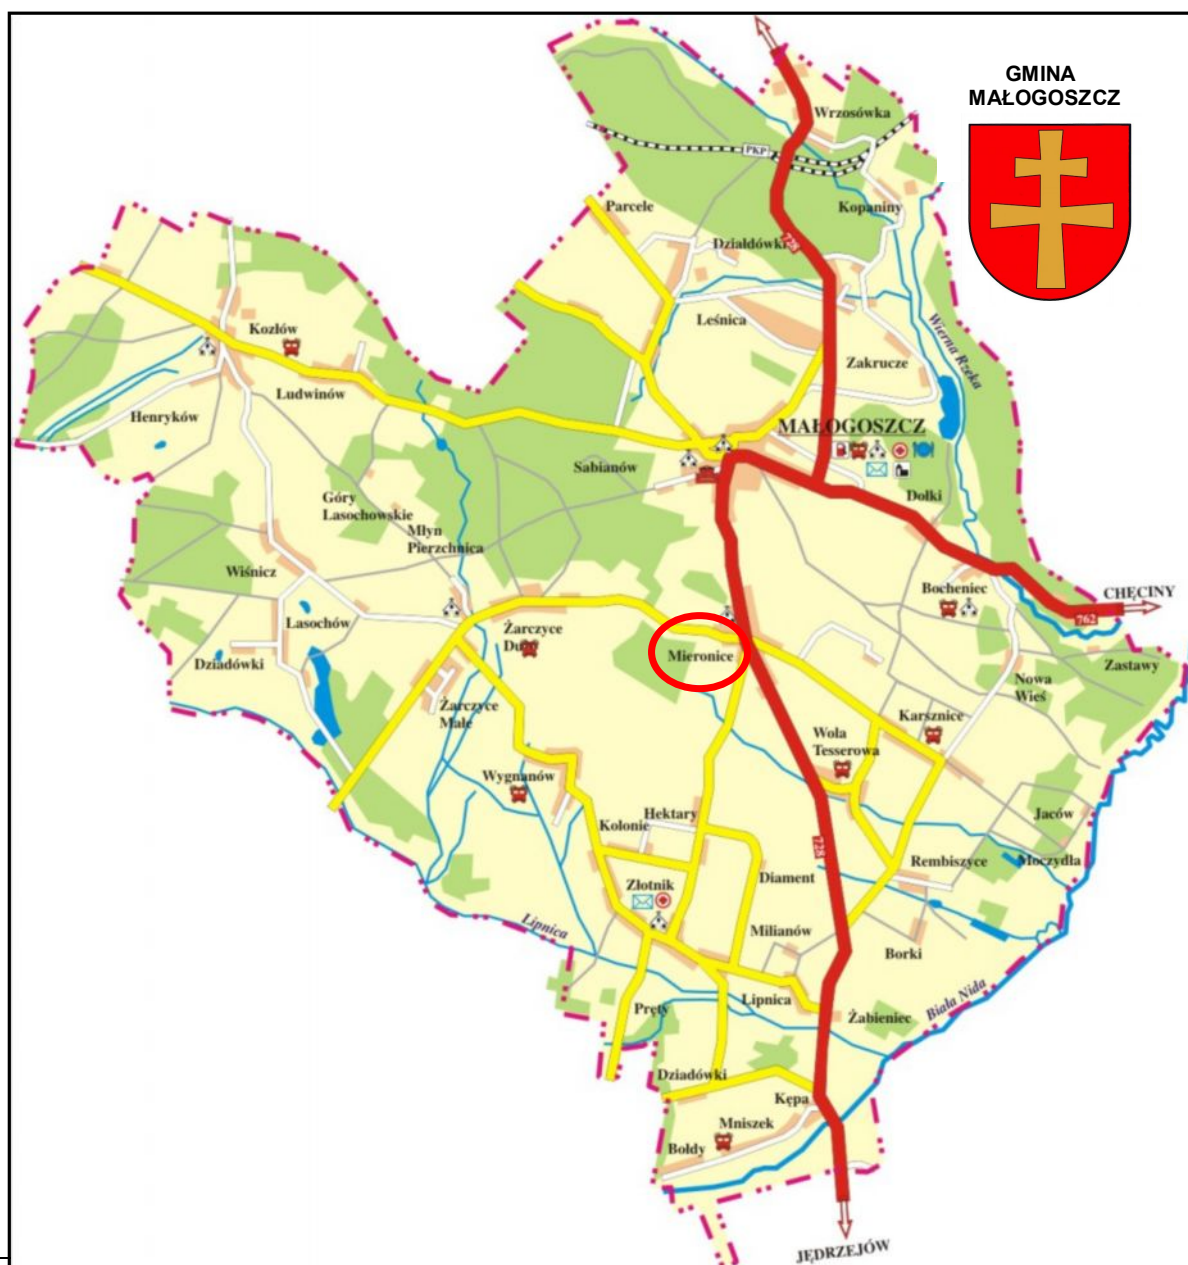 GMINA
MAŁOGOSZCZ
Wrzosówka
PKP
Kopaniny
Parcele
Działdówki
728
Leśnica
Wierna Rzeka
Zakrucze
Kozłów
Ludwinów
Henryków
MAŁOGOSZCZ
Sabianów
Dołki
Góry
Lasochowskie
Młyn
Pierzchnica
Wiśnicz
Bocheniec
CHĘCINY
762
Lasochów
Żarczyce
Duże
Mieronice
Dziadówki
Zastawy
Nowa
Wieś
Żarczyce
Małe
Karsznice
Wola
Tesserowa
Wygnanów
Hektary
Kolonie
Jaców
728
Rembiszyce
Moczydła
Złotnik
Diament
Lipnica
Milianów
Borki
Lipnica
Biała Nida
Pręty
Żabieniec
Dziadówki
Kępa
Mniszek
Bołdy
JĘDRZEJÓW